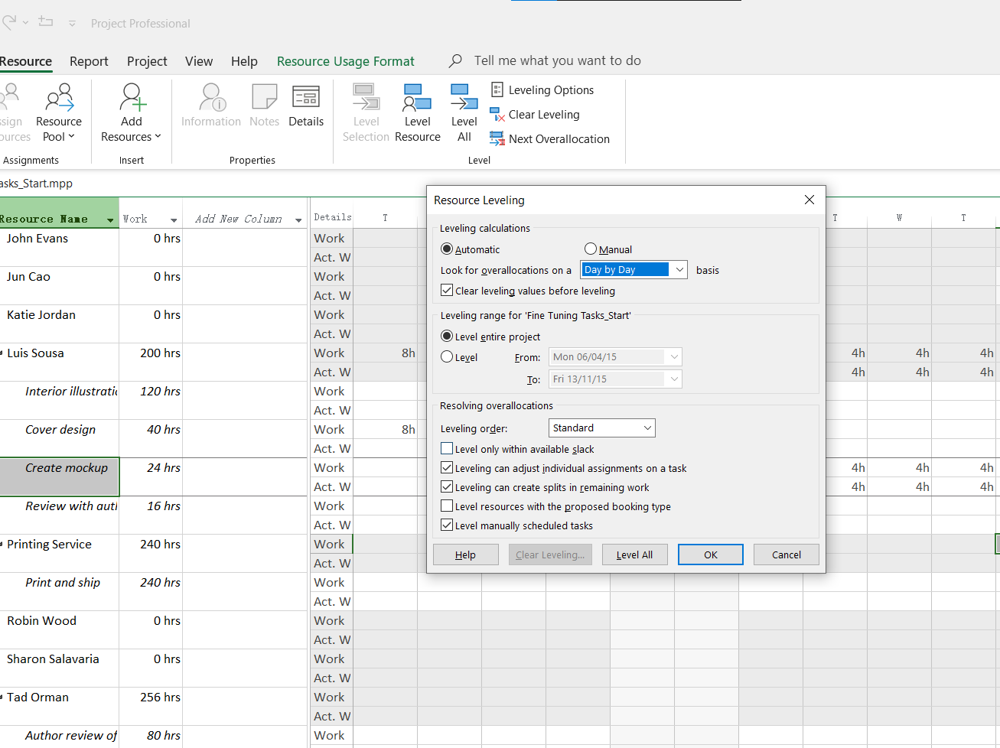 Project Professional
Resource Report Project View Help Resource Usage Format Tell me what you want to do
Resource Pool
Add Resources
Information Notes Details
Level Selection
Level Resource
Level All
Leveling Options
Clear Leveling
Next Overallocation
Assignments Insert Properties Level
asks_Start.mpp
Resource Name Work Add New Column Details T T W T
John Evans 0 hrs Work
Act. W
Jun Cao 0 hrs Work
Act. W
Katie Jordan 0 hrs Work
Act. W
Luis Sousa 200 hrs Work 8h 4h 4h 4h
Act. W 4h 4h 4h
Interior illustratic 120 hrs Work
Act. W
Cover design 40 hrs Work 8h
Act. W
Create mockup 24 hrs Work 4h 4h 4h
Act. W 4h 4h 4h
Review with auth 16 hrs Work
Act. W
Printing Service 240 hrs Work
Act. W
Print and ship 240 hrs Work
Act. W
Robin Wood 0 hrs Work
Act. W
Sharon Salavaria 0 hrs Work
Act. W
Tad Orman 256 hrs Work
Act. W
Author review of 80 hrs Work
Resource Leveling
Leveling calculations
Automatic Manual
Look for overallocations on a Day by Day basis
Clear leveling values before leveling
Leveling range for 'Fine Tuning Tasks_Start'
Level entire project
Level From: Mon 06/04/15
To: Fri 13/11/15
Resolving overallocations
Leveling order: Standard
Level only within available slack
Leveling can adjust individual assignments on a task
Leveling can create splits in remaining work
Level resources with the proposed booking type
Level manually scheduled tasks
Help Clear Leveling... Level All OK Cancel